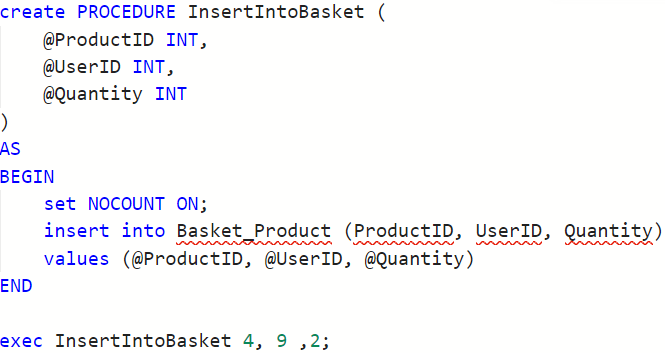 create PROCEDURE InsertIntoBasket (
    @ProductID INT,
    @UserID INT,
    @Quantity INT
)
AS
BEGIN
    set NOCOUNT ON;
    insert into Basket_Product (ProductID, UserID, Quantity)
    values (@ProductID, @UserID, @Quantity)
END

exec InsertIntoBasket 4, 9 ,2;